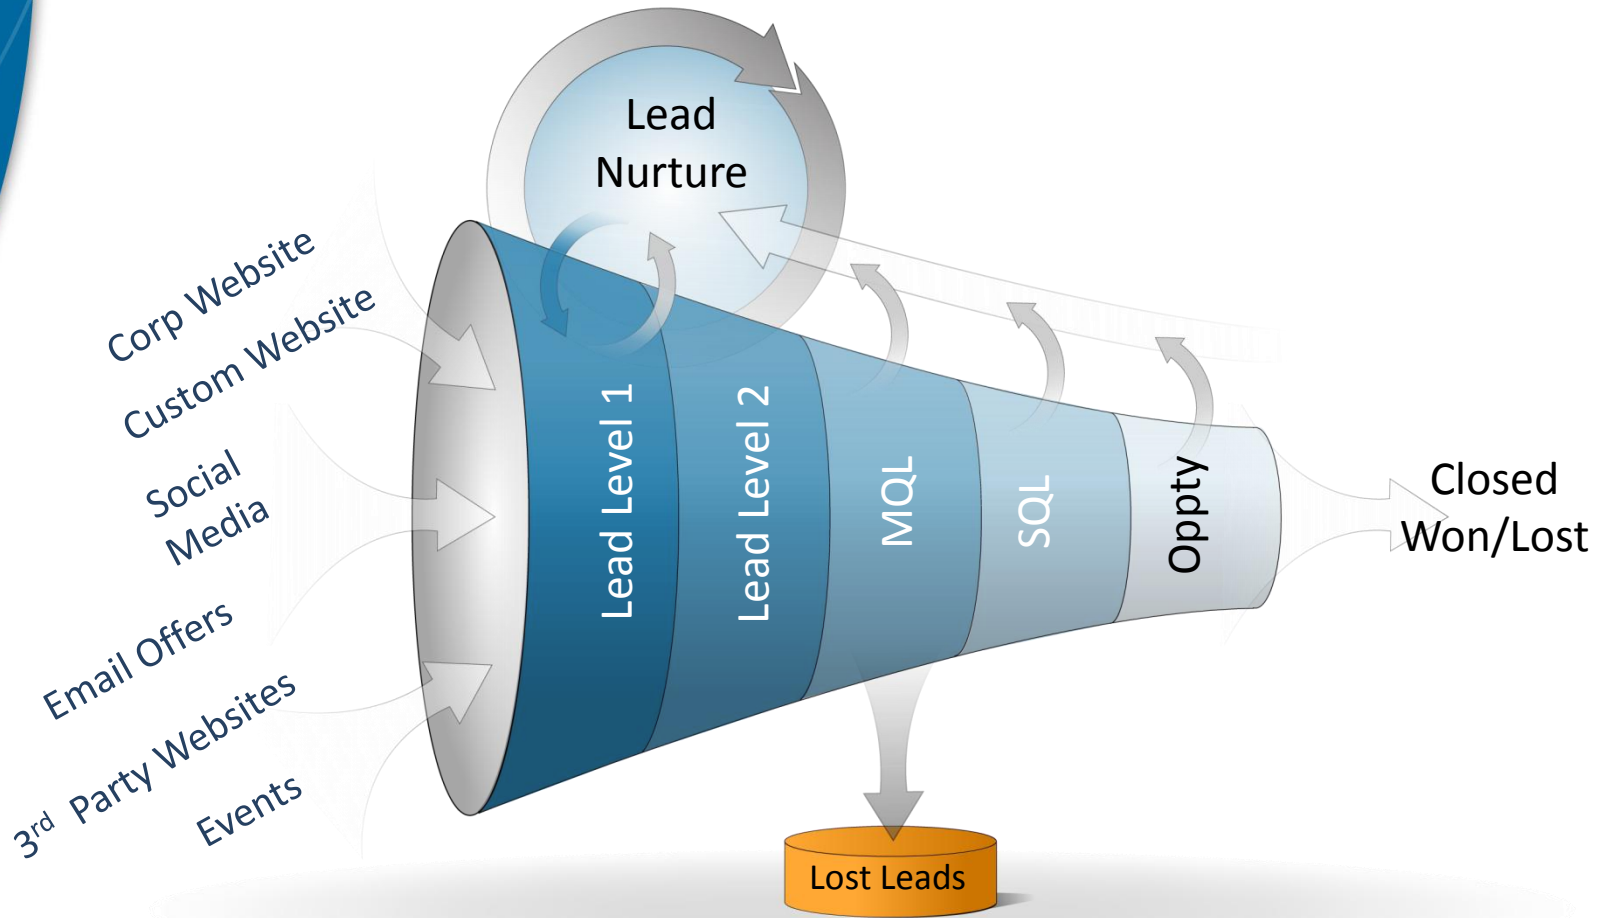 Lead
Nurture
Corp Website
Custom Website
Social
Media
Email Offers
3rd Party Websites
Events
Lead Level 1
Lead Level 2
MQL
SQL
Oppty
Closed
Won/Lost
Lost Leads